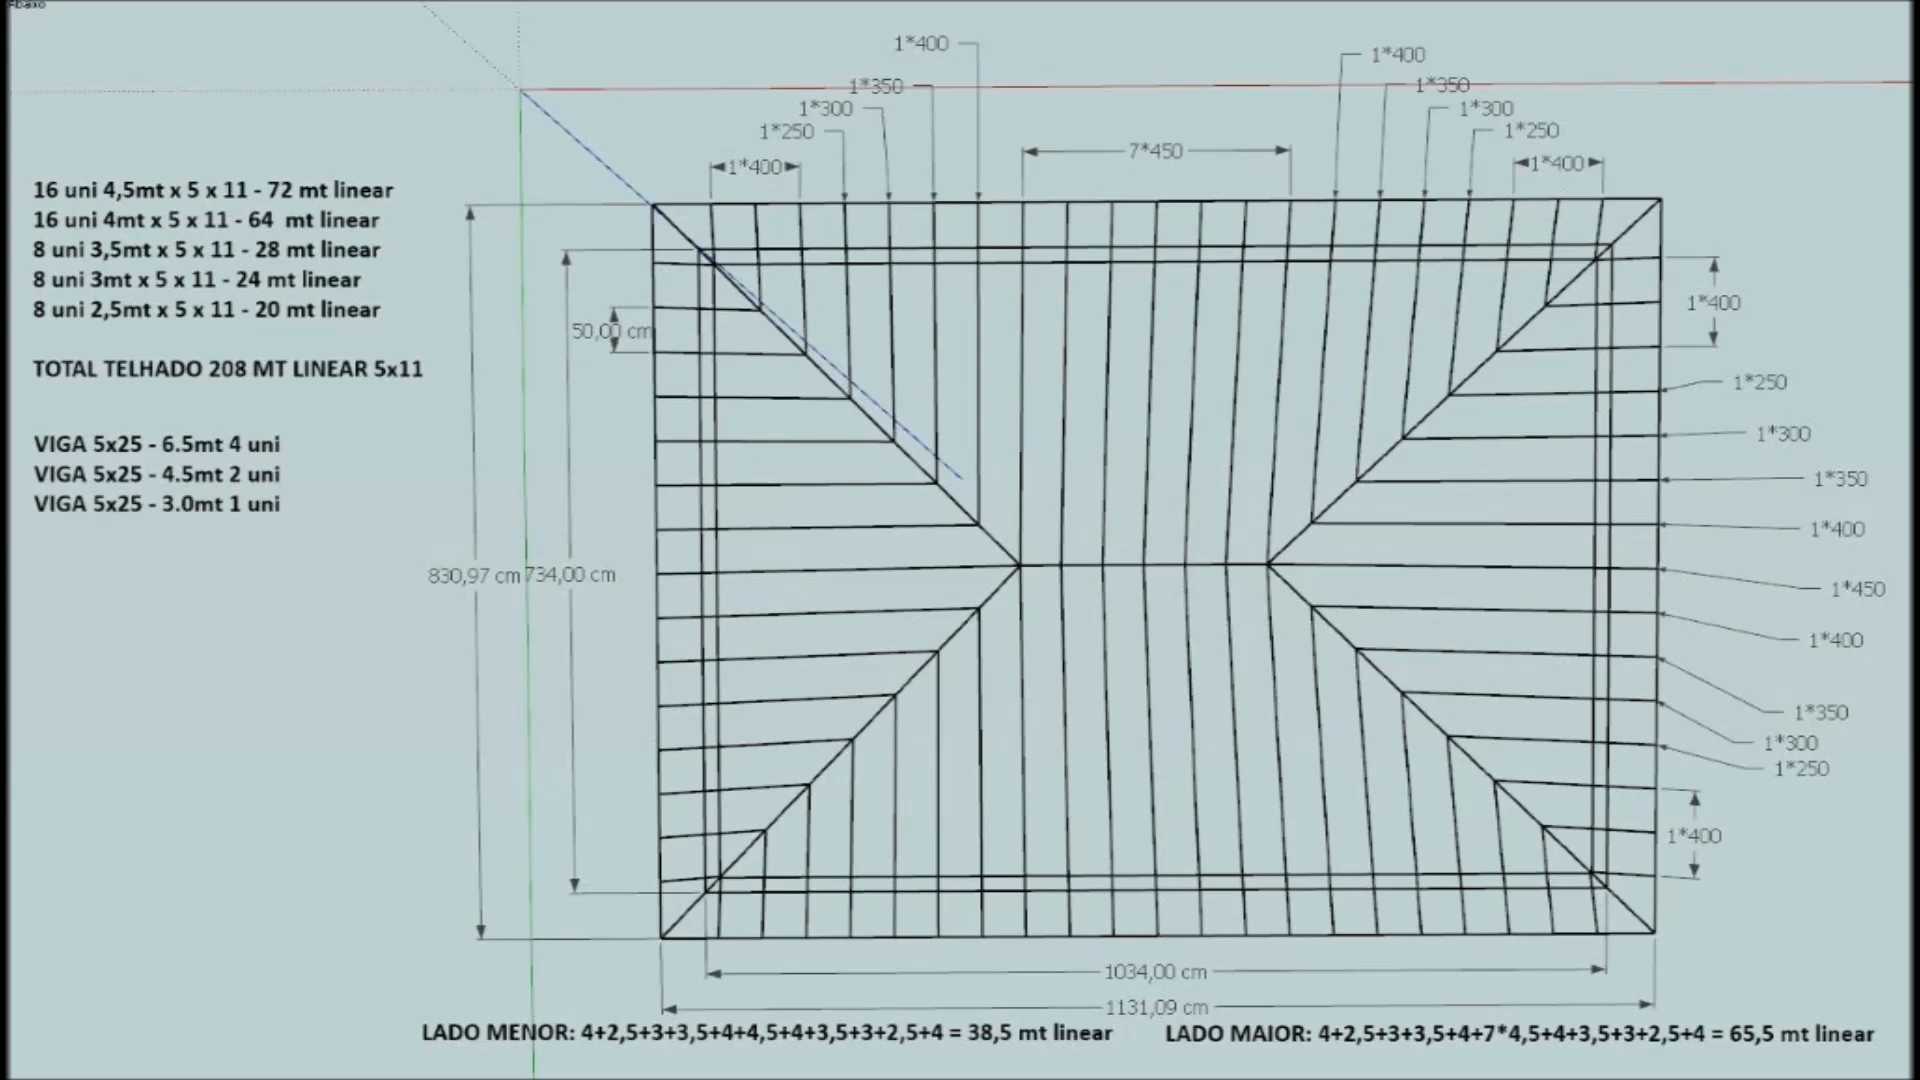 Abaixo
1*400
1*400
1*350
1*350
1*300
1*300
1*250
1*250
7*450
1*400
1*400
16 uni 4,5mt x 5 x 11 - 72 mt linear
16 uni 4mt x 5 x 11 - 64  mt linear
8 uni 3,5mt x 5 x 11 - 28 mt linear
8 uni 3mt x 5 x 11 - 24 mt linear
8 uni 2,5mt x 5 x 11 - 20 mt linear
TOTAL TELHADO 208 MT LINEAR 5x11
VIGA 5x25 - 6.5mt 4 uni
VIGA 5x25 - 4.5mt 2 uni
VIGA 5x25 - 3.0mt 1 uni
50,00 cm
830,97 cm
734,00 cm
1*400
1*250
1*300
1*350
1*400
1*450
1*400
1*350
1*300
1*250
1*400
1034,00 cm
1131,09 cm
LADO MENOR: 4+2,5+3+3,5+4+4,5+4+3,5+3+2,5+4 = 38,5 mt linear
LADO MAIOR: 4+2,5+3+3,5+4+7*4,5+4+3,5+3+2,5+4 = 65,5 mt linear